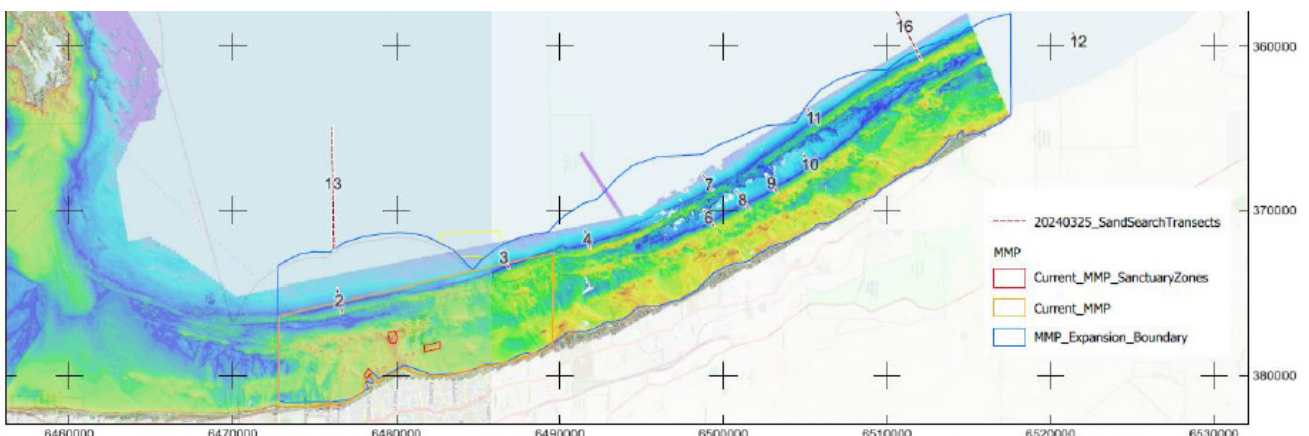 16
12
360000
11
13
10
9
7
8
6
370000
4
20240325_SandSearchTransects
3
MMP
Current_MMP_SanctuaryZones
2
Current_MMP
MMP_Expansion_Boundary
380000
6460000 6470000 6480000 6490000 6500000 6510000 6520000 6530000